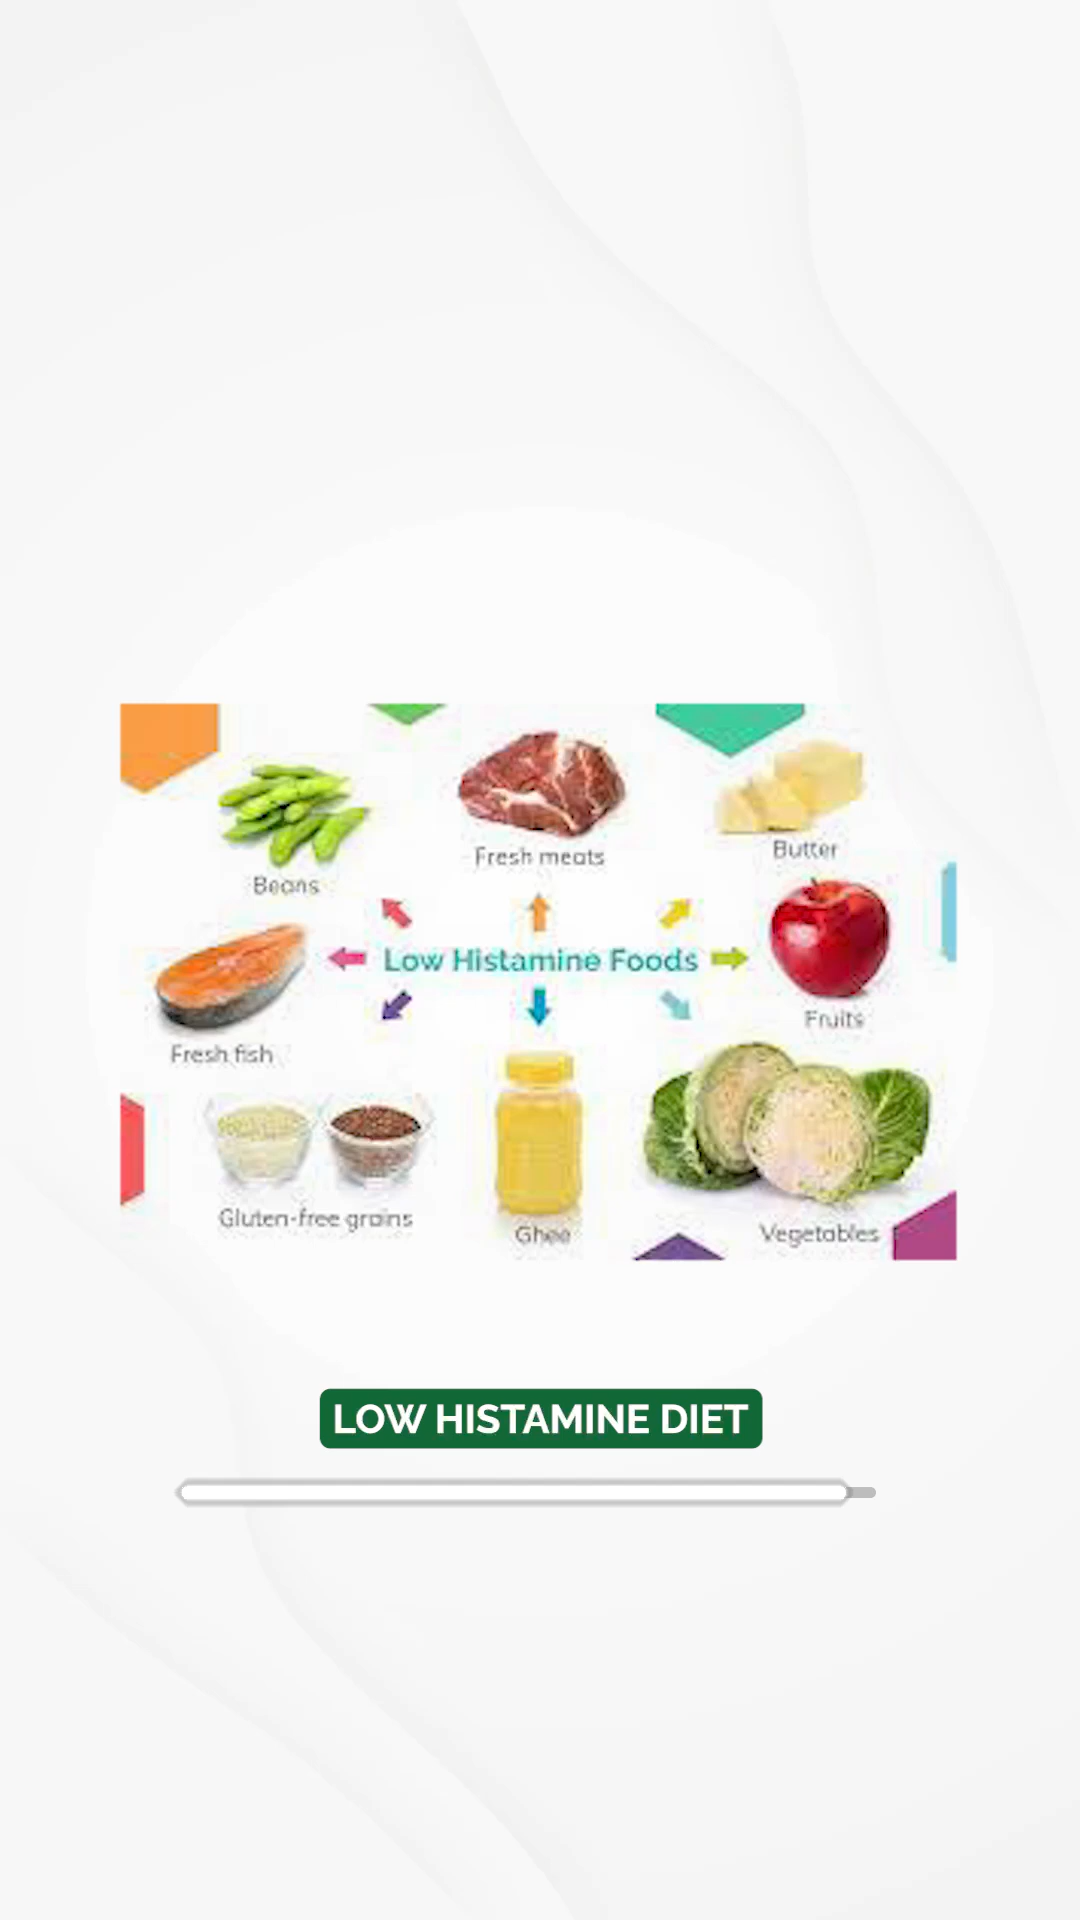 Fresh meats
Butter
Beans
Low Histamine Foods
Fruits
Fresh fish
Gluten-free grains
Ghee
Vegetables
LOW HISTAMINE DIET